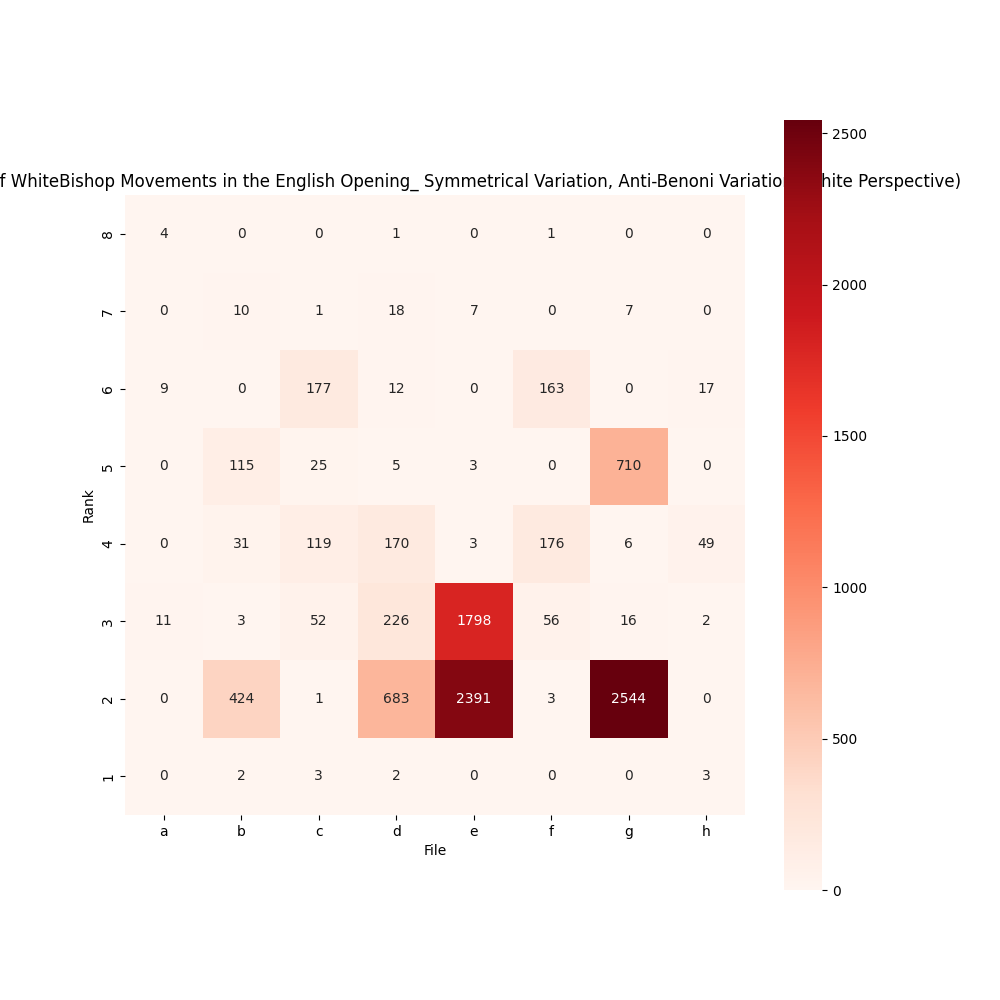 f WhiteBishop Movements in the English Opening_ Symmetrical Variation, Anti-Benoni Variatio hite Perspective)
2500
2000
1500
1000
500
0
Rank
8 4 0 0 1 0 1 0 0
7 0 10 1 18 7 0 7 0
6 9 0 177 12 0 163 0 17
5 0 115 25 5 3 0 710 0
4 0 31 119 170 3 176 6 49
3 11 3 52 226 1798 56 16 2
2 0 424 1 683 2391 3 2544 0
1 0 2 3 2 0 0 0 3
a b c d e f g h
File